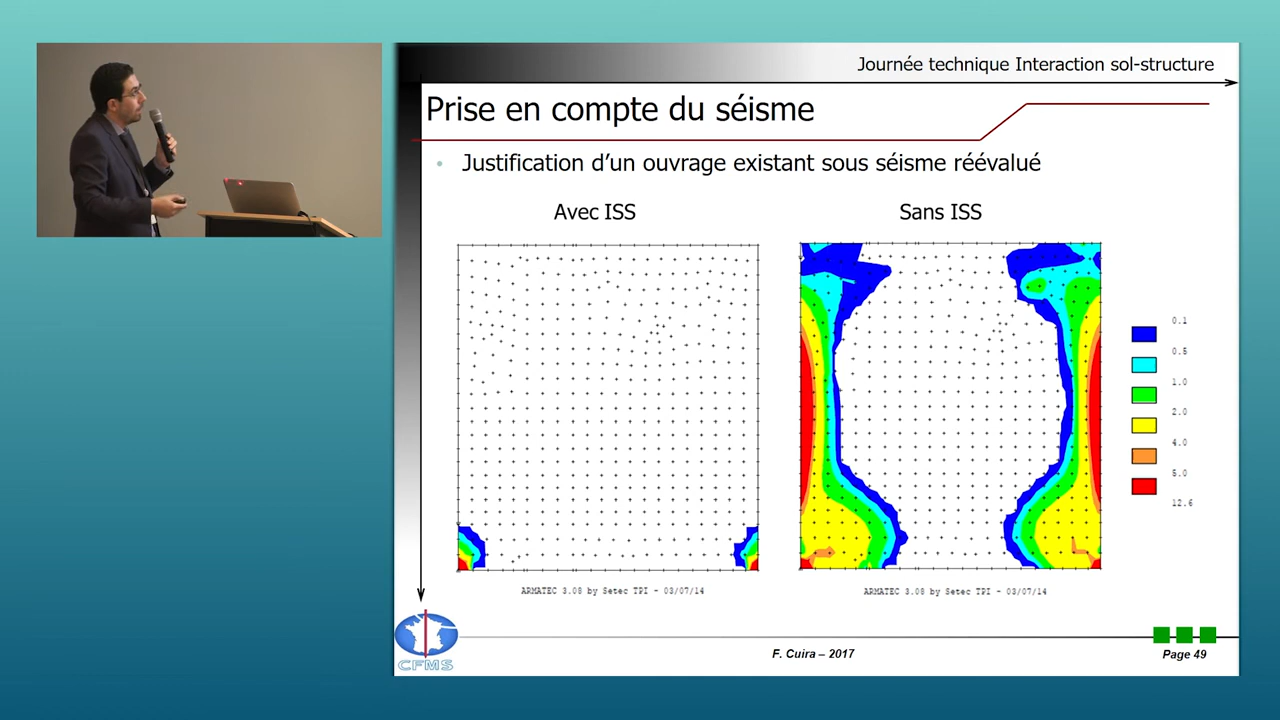 Journée technique Interaction sol-structure
Prise en compte du séisme
• Justification d'un ouvrage existant sous séisme réévalué
Avec ISS
Sans ISS
0.1
0.5
1.0
2.0
4.0
5.0
12.6
ARMATEC 3.08 by Setec TPI - 03/07/14
ARMATEC 3.08 by Setec TPI - 03/07/14
CFMS
F. Cuira – 2017
Page 49